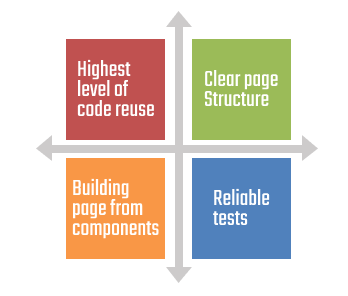 Highest
level of
code reuse
Clear page
Structure
Building
page from
components
Reliable
tests